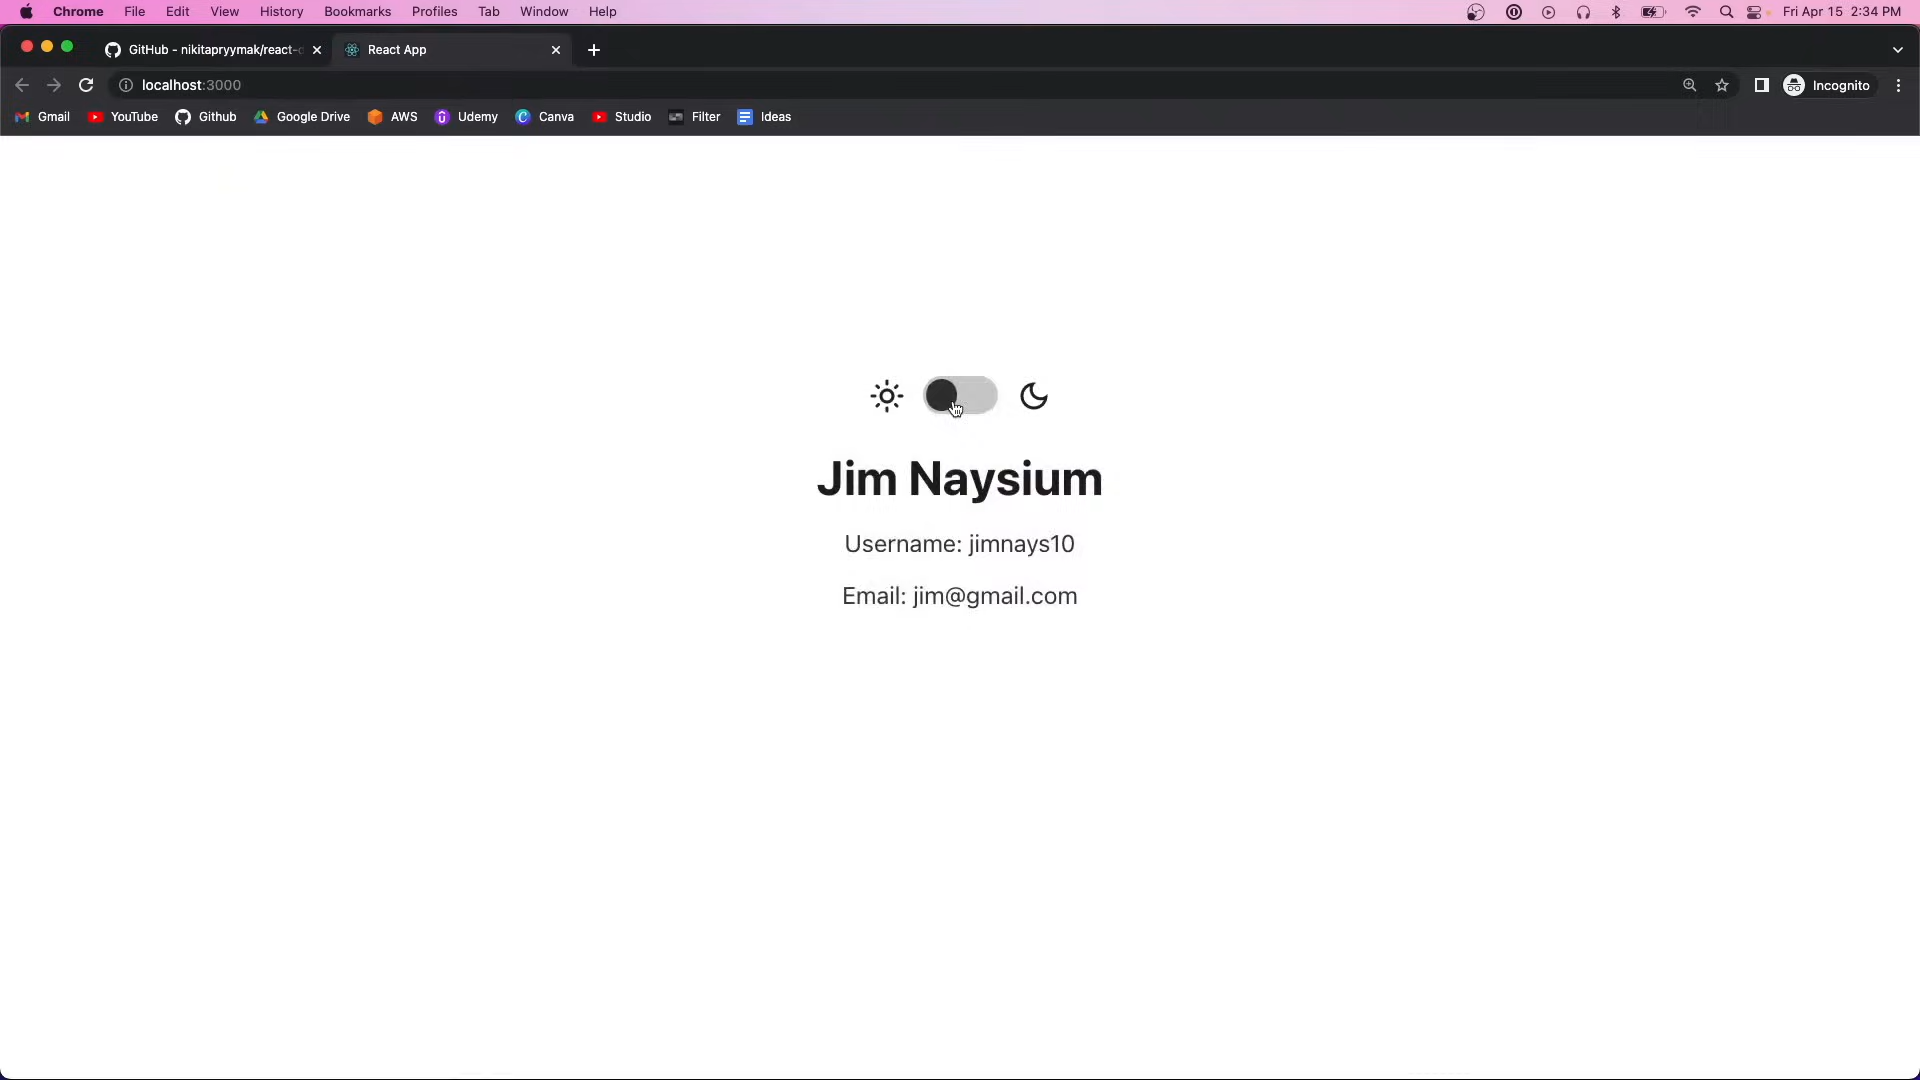 Chrome File Edit View History Bookmarks Profiles Tab Window Help Fri Apr 15 2:34 PM
GitHub - nikitapryymak/react- React App
localhost:3000 Incognito
Gmail YouTube Github Google Drive AWS Udemy Canva Studio Filter Ideas
Jim Naysium
Username: jimnays10
Email: jim@gmail.com